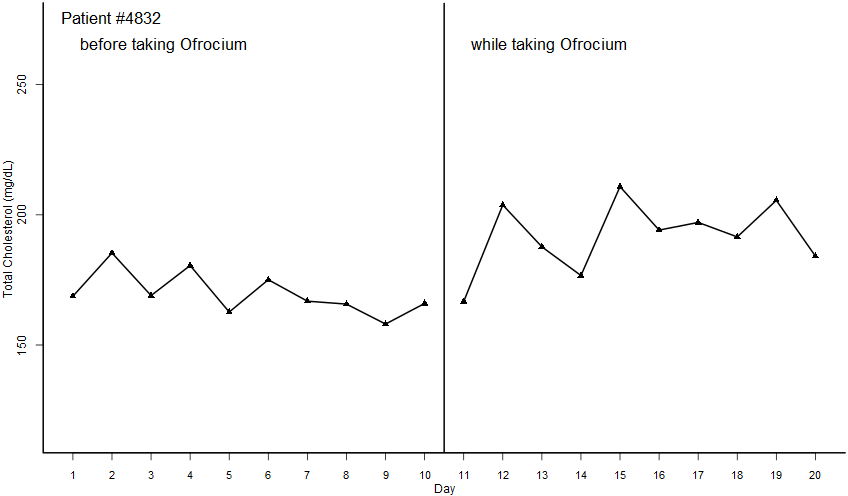 Patient #4832
before taking Ofrocium
while taking Ofrocium
Total Cholesterol (mg/dL)
250
200
150
1 2 3 4 5 6 7 8 9 10 11 12 13 14 15 16 17 18 19 20
Day